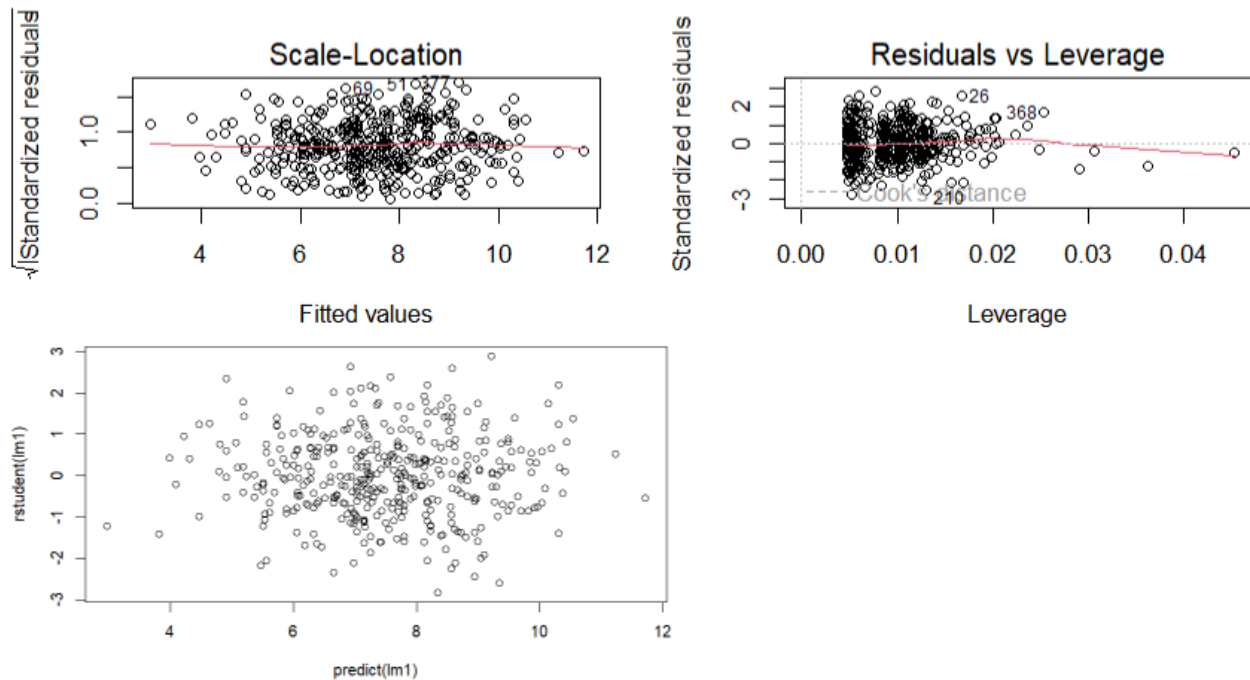 Scale-Location
√|Standardized residuals
0.0 1.0
69 51 377
4 6 8 10 12
Fitted values
Residuals vs Leverage
Standardized residuals
-3 0 2
26
368
Cook's distance
210
0.00 0.01 0.02 0.03 0.04
Leverage
rstudent(lm1)
-3 -2 -1 0 1 2 3
4 6 8 10 12
predict(lm1)